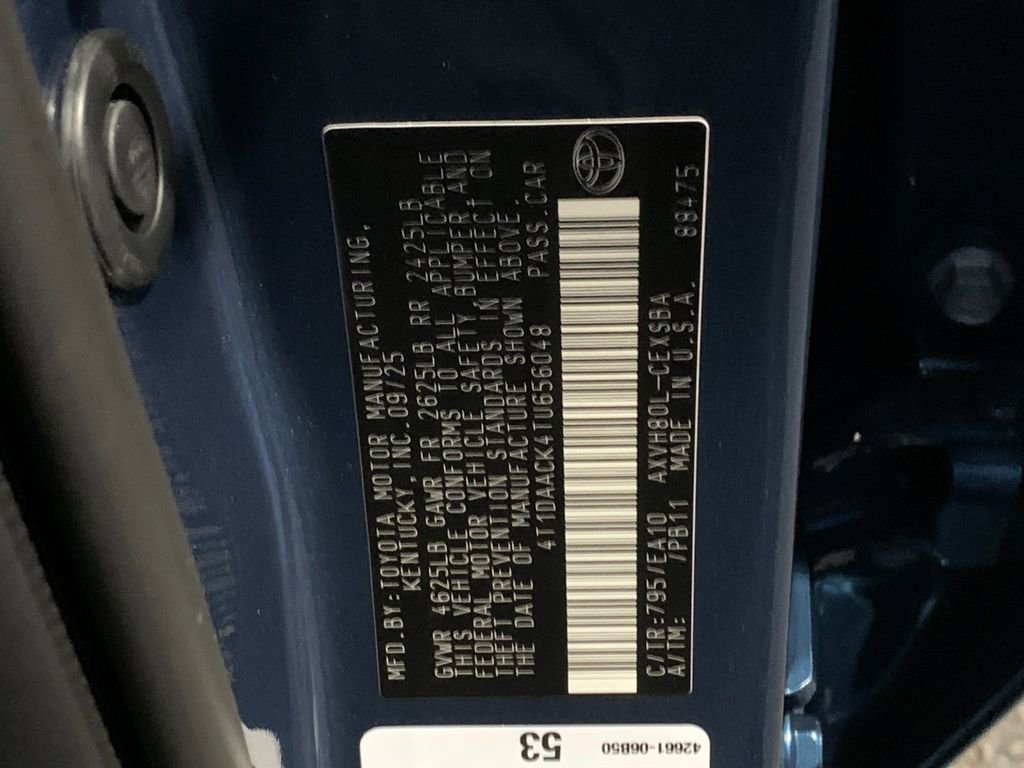 MFD.BY:TOYOTA MOTOR MANUFACTURING,
KENTUCKY, INC.09/25
GVWR 4625LB GAWR FR 2625LB RR 2425LB
THIS VEHICLE CONFORMS TO ALL APPLICABLE
FEDERAL MOTOR VEHICLE SAFETY, BUMPER AND
THEFT PREVENTION STANDARDS IN EFFECT ON
THE DATE OF MANUFACTURE SHOWN ABOVE.
4T1DAACK4TU656048 PASS.CAR
C/TR:795/EA10 AXVH80L-CEXSBA
A/TM: /PB11 MADE IN U.S.A. 88475
53
42661-06B50